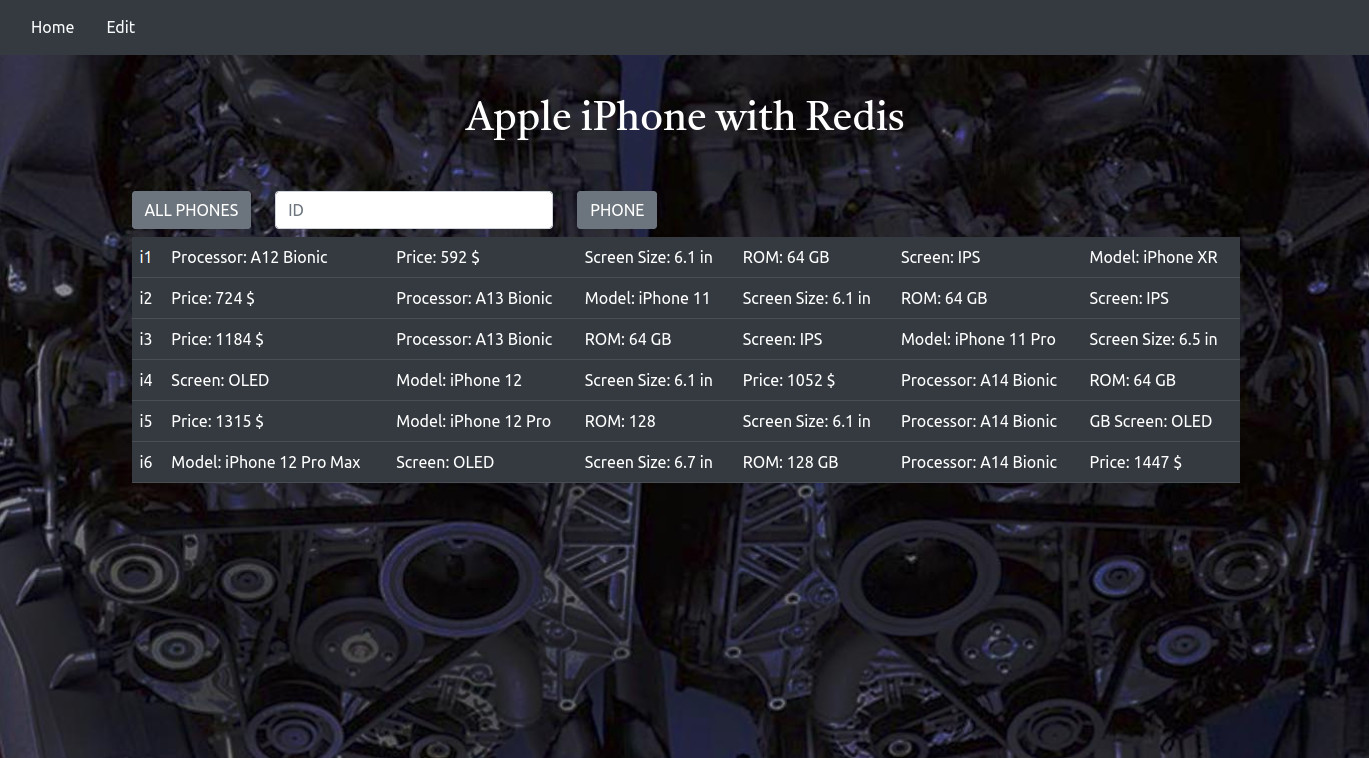 Home Edit
Apple iPhone with Redis
ALL PHONES ID PHONE
i1 Processor: A12 Bionic Price: 592 $ Screen Size: 6.1 in ROM: 64 GB Screen: IPS Model: iPhone XR
i2 Price: 724 $ Processor: A13 Bionic Model: iPhone 11 Screen Size: 6.1 in ROM: 64 GB Screen: IPS
i3 Price: 1184 $ Processor: A13 Bionic ROM: 64 GB Screen: IPS Model: iPhone 11 Pro Screen Size: 6.5 in
i4 Screen: OLED Model: iPhone 12 Screen Size: 6.1 in Price: 1052 $ Processor: A14 Bionic ROM: 64 GB
i5 Price: 1315 $ Model: iPhone 12 Pro ROM: 128 Screen Size: 6.1 in Processor: A14 Bionic GB Screen: OLED
i6 Model: iPhone 12 Pro Max Screen: OLED Screen Size: 6.7 in ROM: 128 GB Processor: A14 Bionic Price: 1447 $